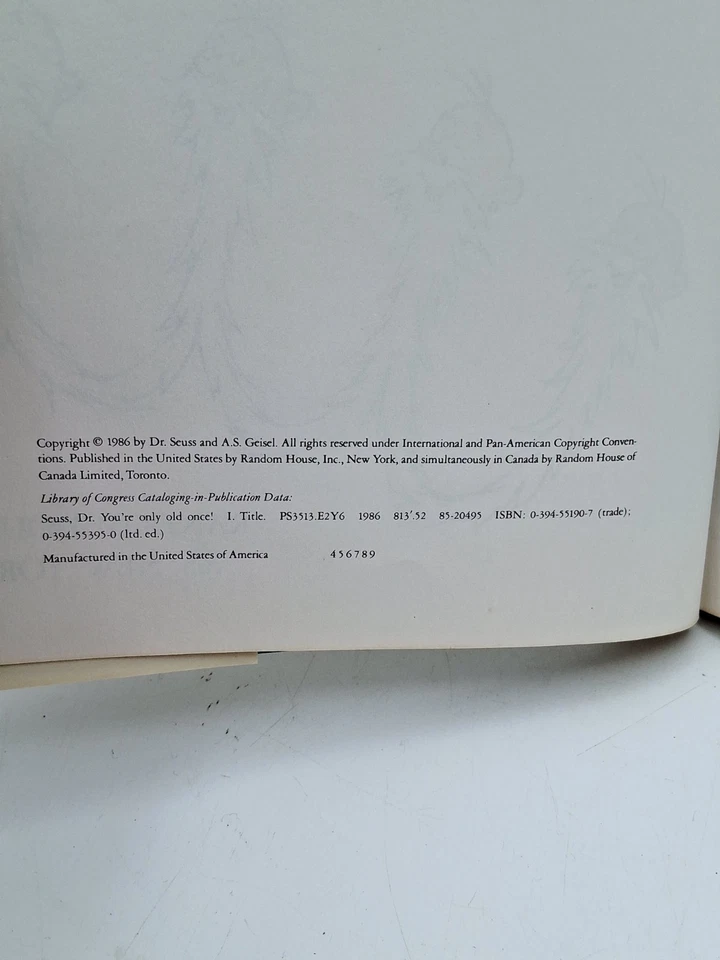 Copyright © 1986 by Dr. Seuss and A.S. Geisel. All rights reserved under International and Pan-American Copyright Conven-
tions. Published in the United States by Random House, Inc., New York, and simultaneously in Canada by Random House of
Canada Limited, Toronto.
Library of Congress Cataloging-in-Publication Data:
Seuss, Dr. You're only old once! I. Title. PS3513.E2Y6 1986 813'.52 85-20495 ISBN: 0-394-55190-7 (trade);
0-394-55395-0 (ltd. ed.)
Manufactured in the United States of America 4 5 6 7 8 9